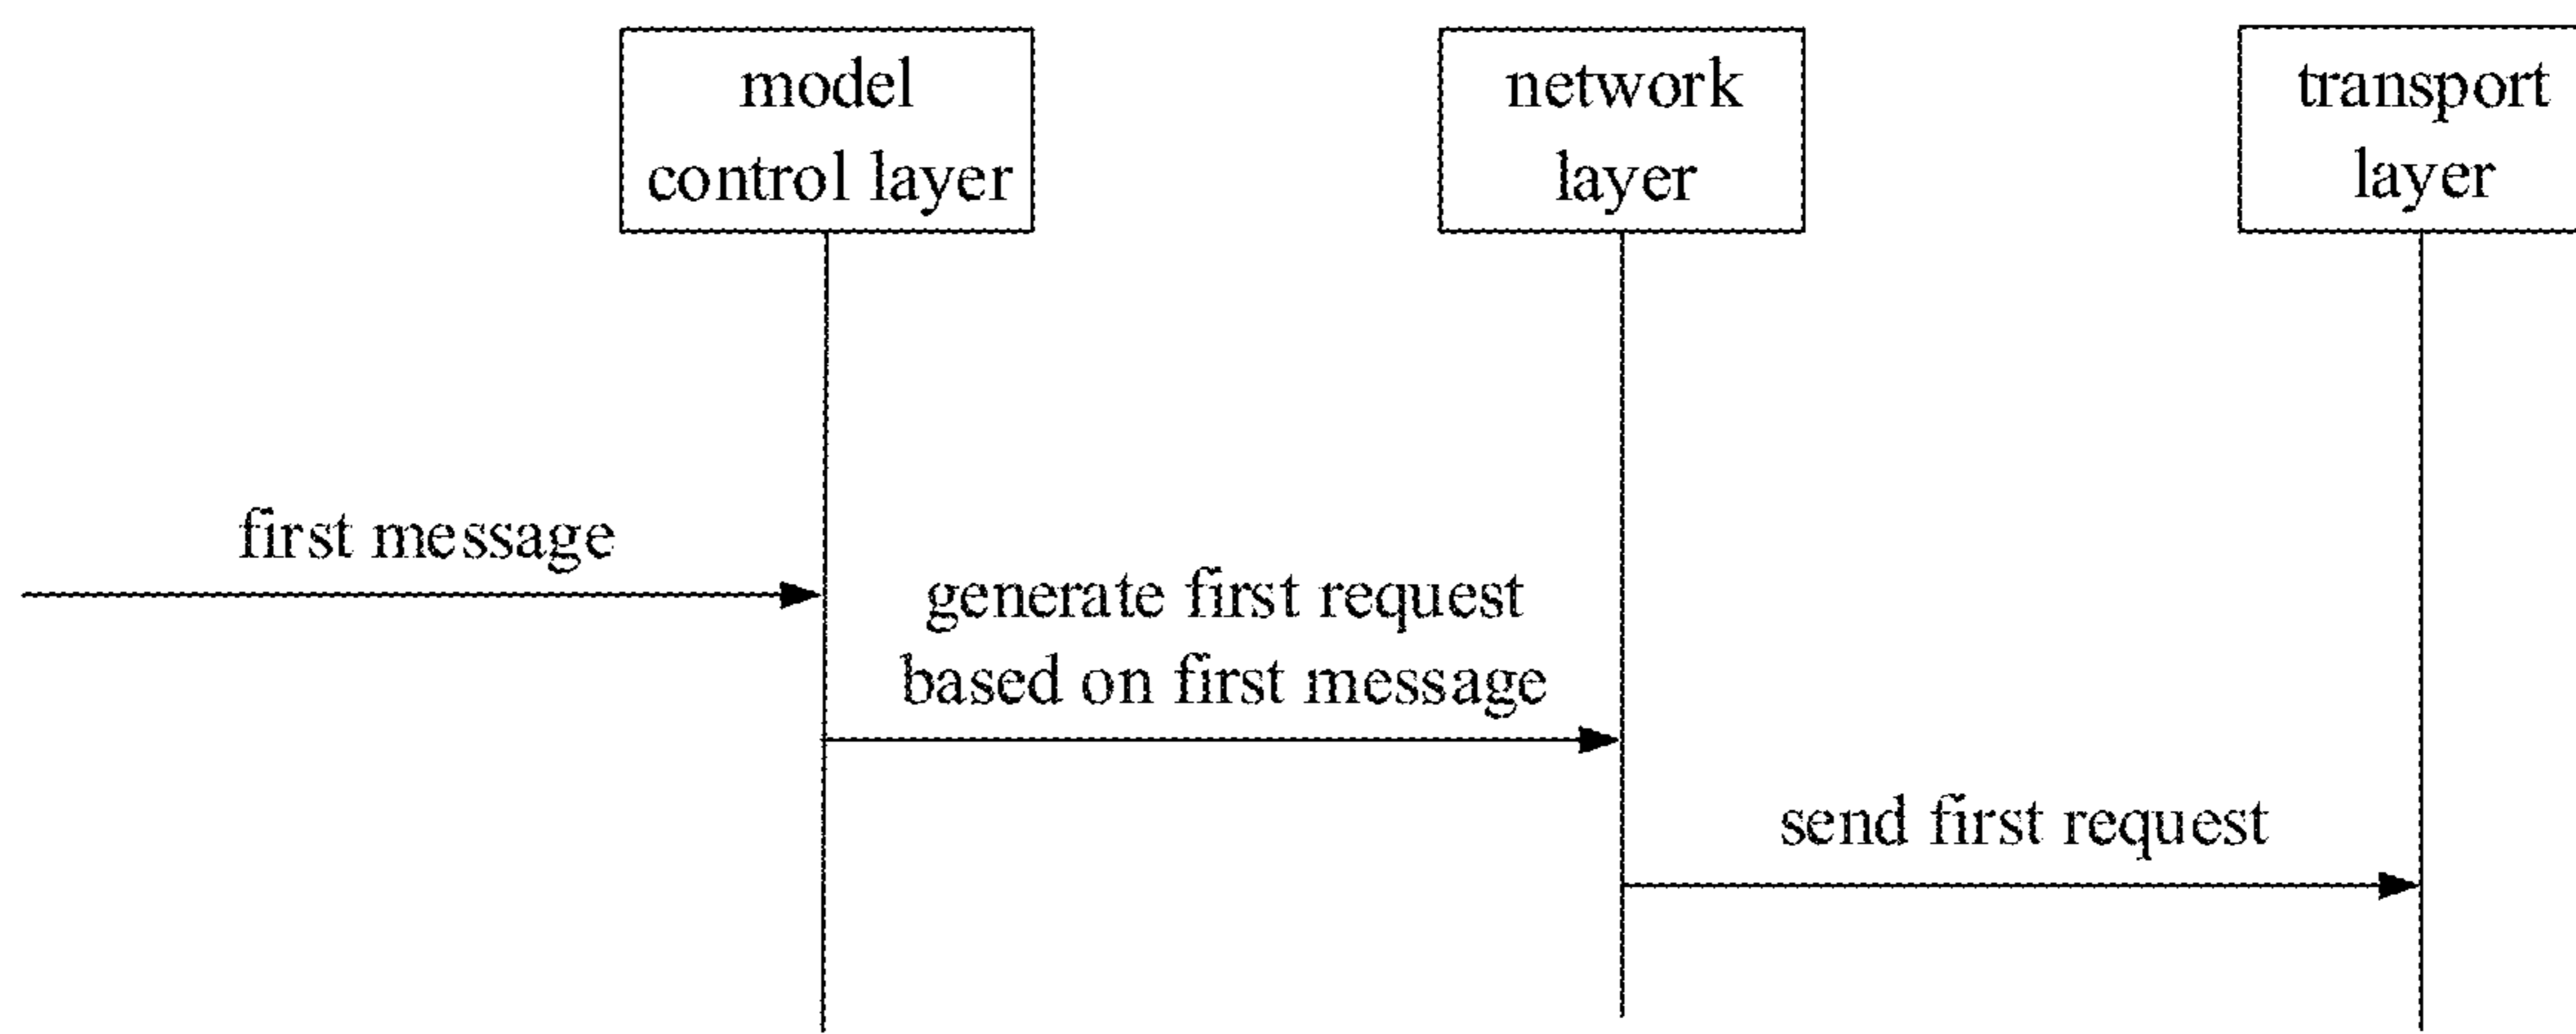 model
control layer
network
layer
transport
layer
first message
generate first request
based on first message
send first request